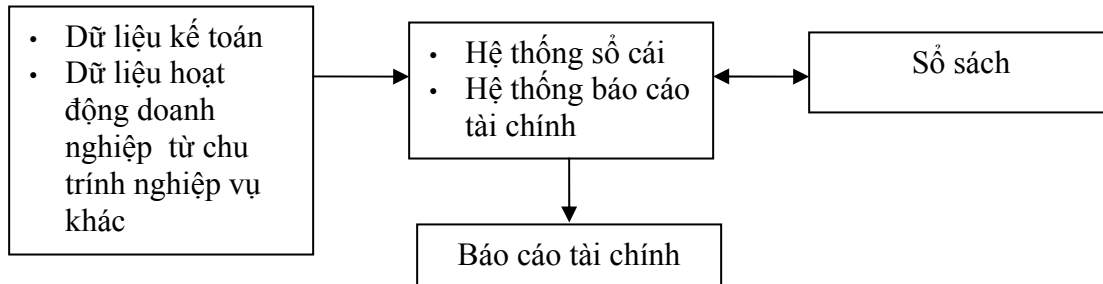 • Dữ liệu kế toán
• Dữ liệu hoạt
động doanh
nghiệp từ chu
trính nghiệp vụ
khác
• Hệ thống sổ cái
• Hệ thống báo cáo
tài chính
Sổ sách
Báo cáo tài chính